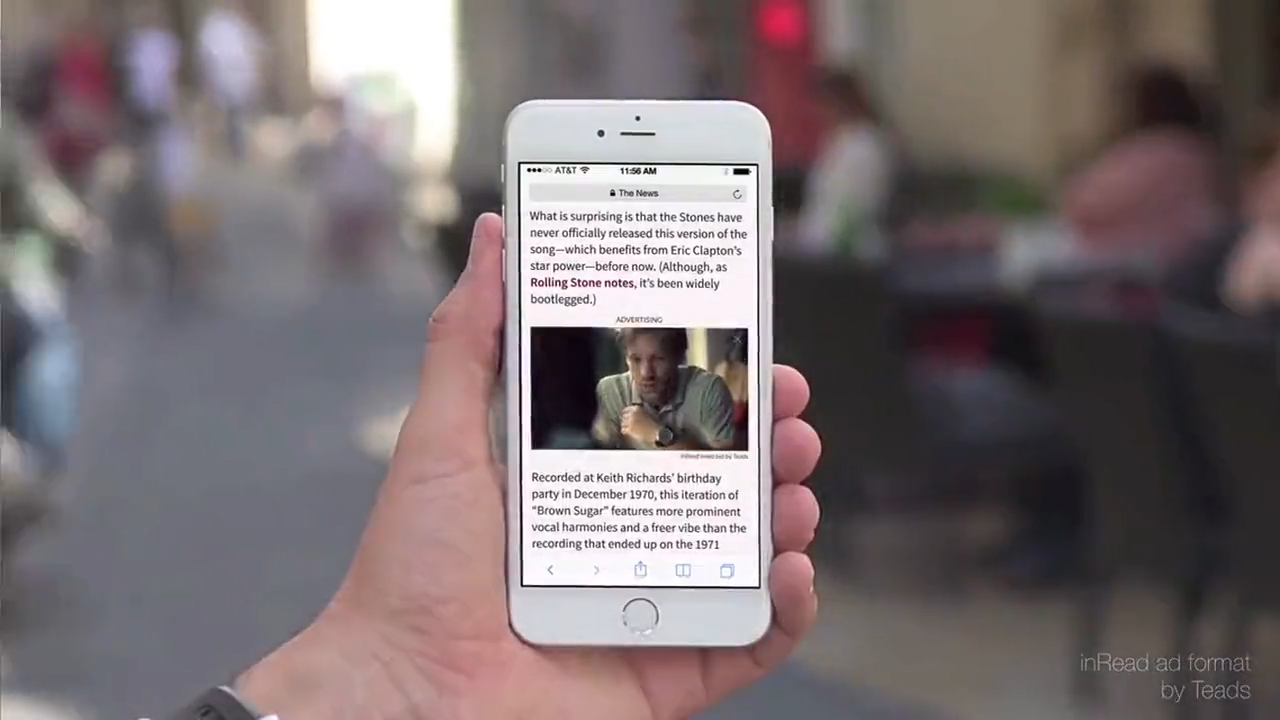 AT&T
11:56 AM
The News
What is surprising is that the Stones have
never officially released this version of the
song—which benefits from Eric Clapton's
star power—before now. (Although, as
Rolling Stone notes, it's been widely
bootlegged.)
ADVERTISING
by Teads
Recorded at Keith Richards' birthday
party in December 1970, this iteration of
“Brown Sugar” features more prominent
vocal harmonies and a freer vibe than the
recording that ended up on the 1971
inRead ad format
by Teads